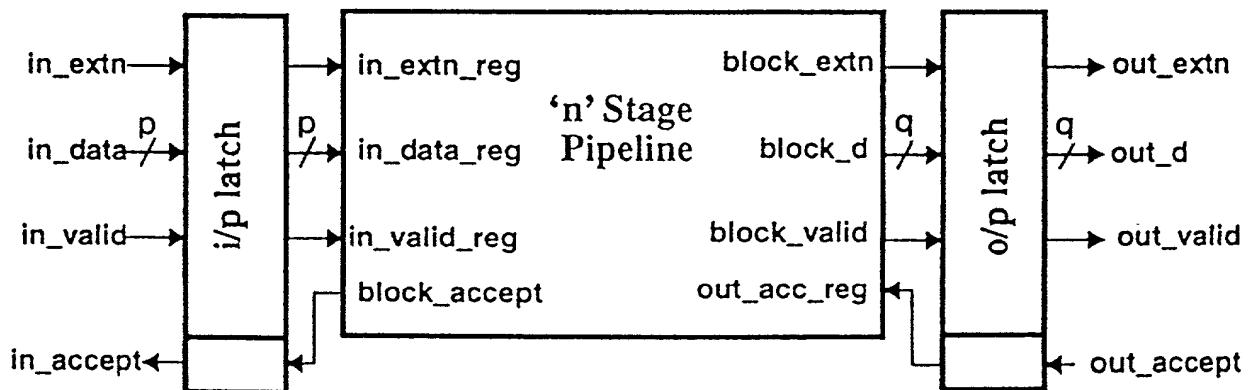 in_extn
in_data
in_valid
in_accept
p
i/p latch
p
in_extn_reg
in_data_reg
in_valid_reg
block_accept
‘n’ Stage
Pipeline
block_extn
block_d
block_valid
out_acc_reg
q
o/p latch
q
out_extn
out_d
out_valid
out_accept